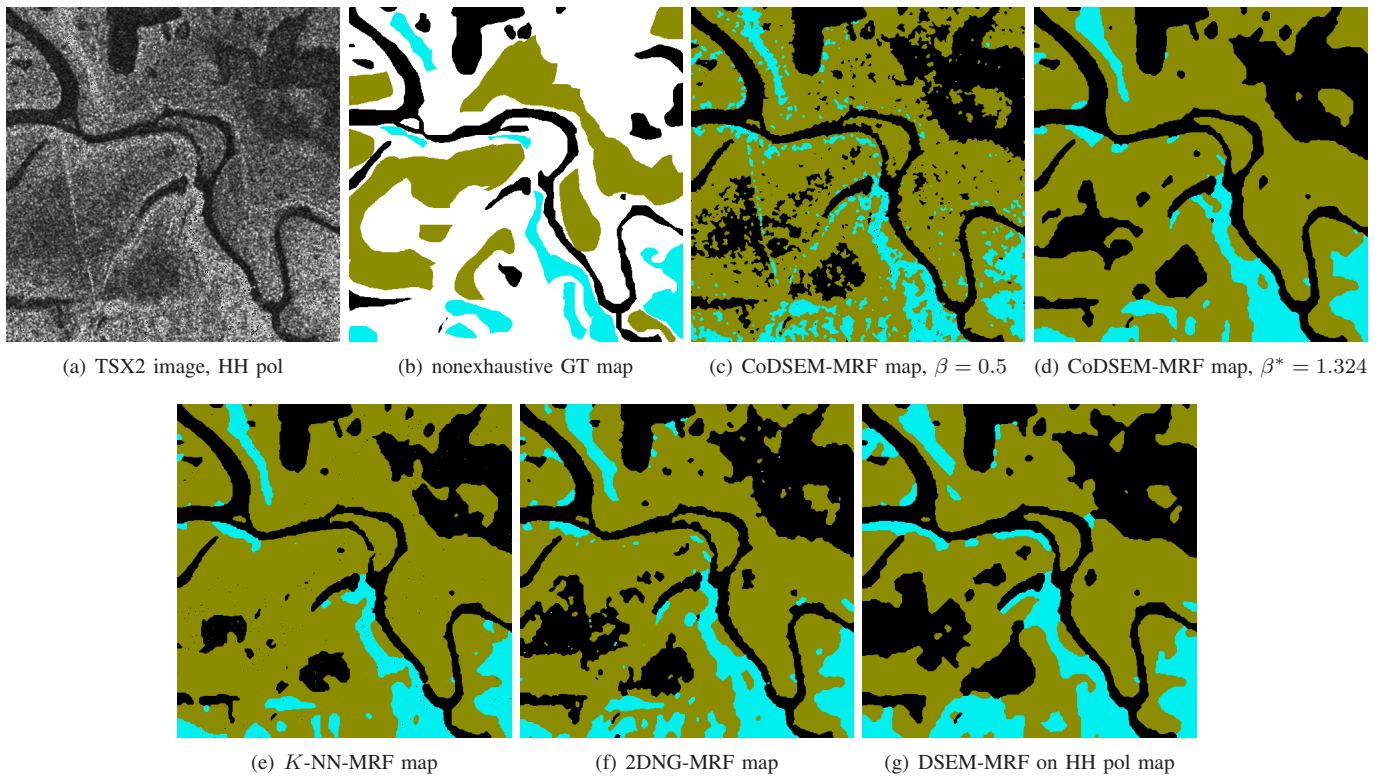 (a) TSX2 image, HH pol
(b) nonexhaustive GT map
(c) CoDSEM-MRF map, β = 0.5
(d) CoDSEM-MRF map, β* = 1.324
(e) K-NN-MRF map
(f) 2DNG-MRF map
(g) DSEM-MRF on HH pol map